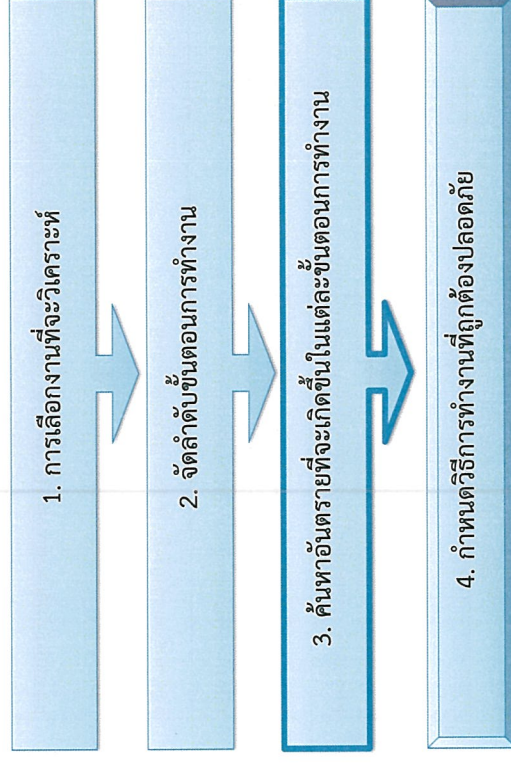 1. การเลือกงานที่จะวิเคราะห์
2. จัดลำดับขั้นตอนการทำงาน
3. ค้นหาอันตรายที่จะเกิดขึ้นในแต่ละขั้นตอนการทำงาน
4. กำหนดวิธีการทำงานที่ถูกต้องปลอดภัย